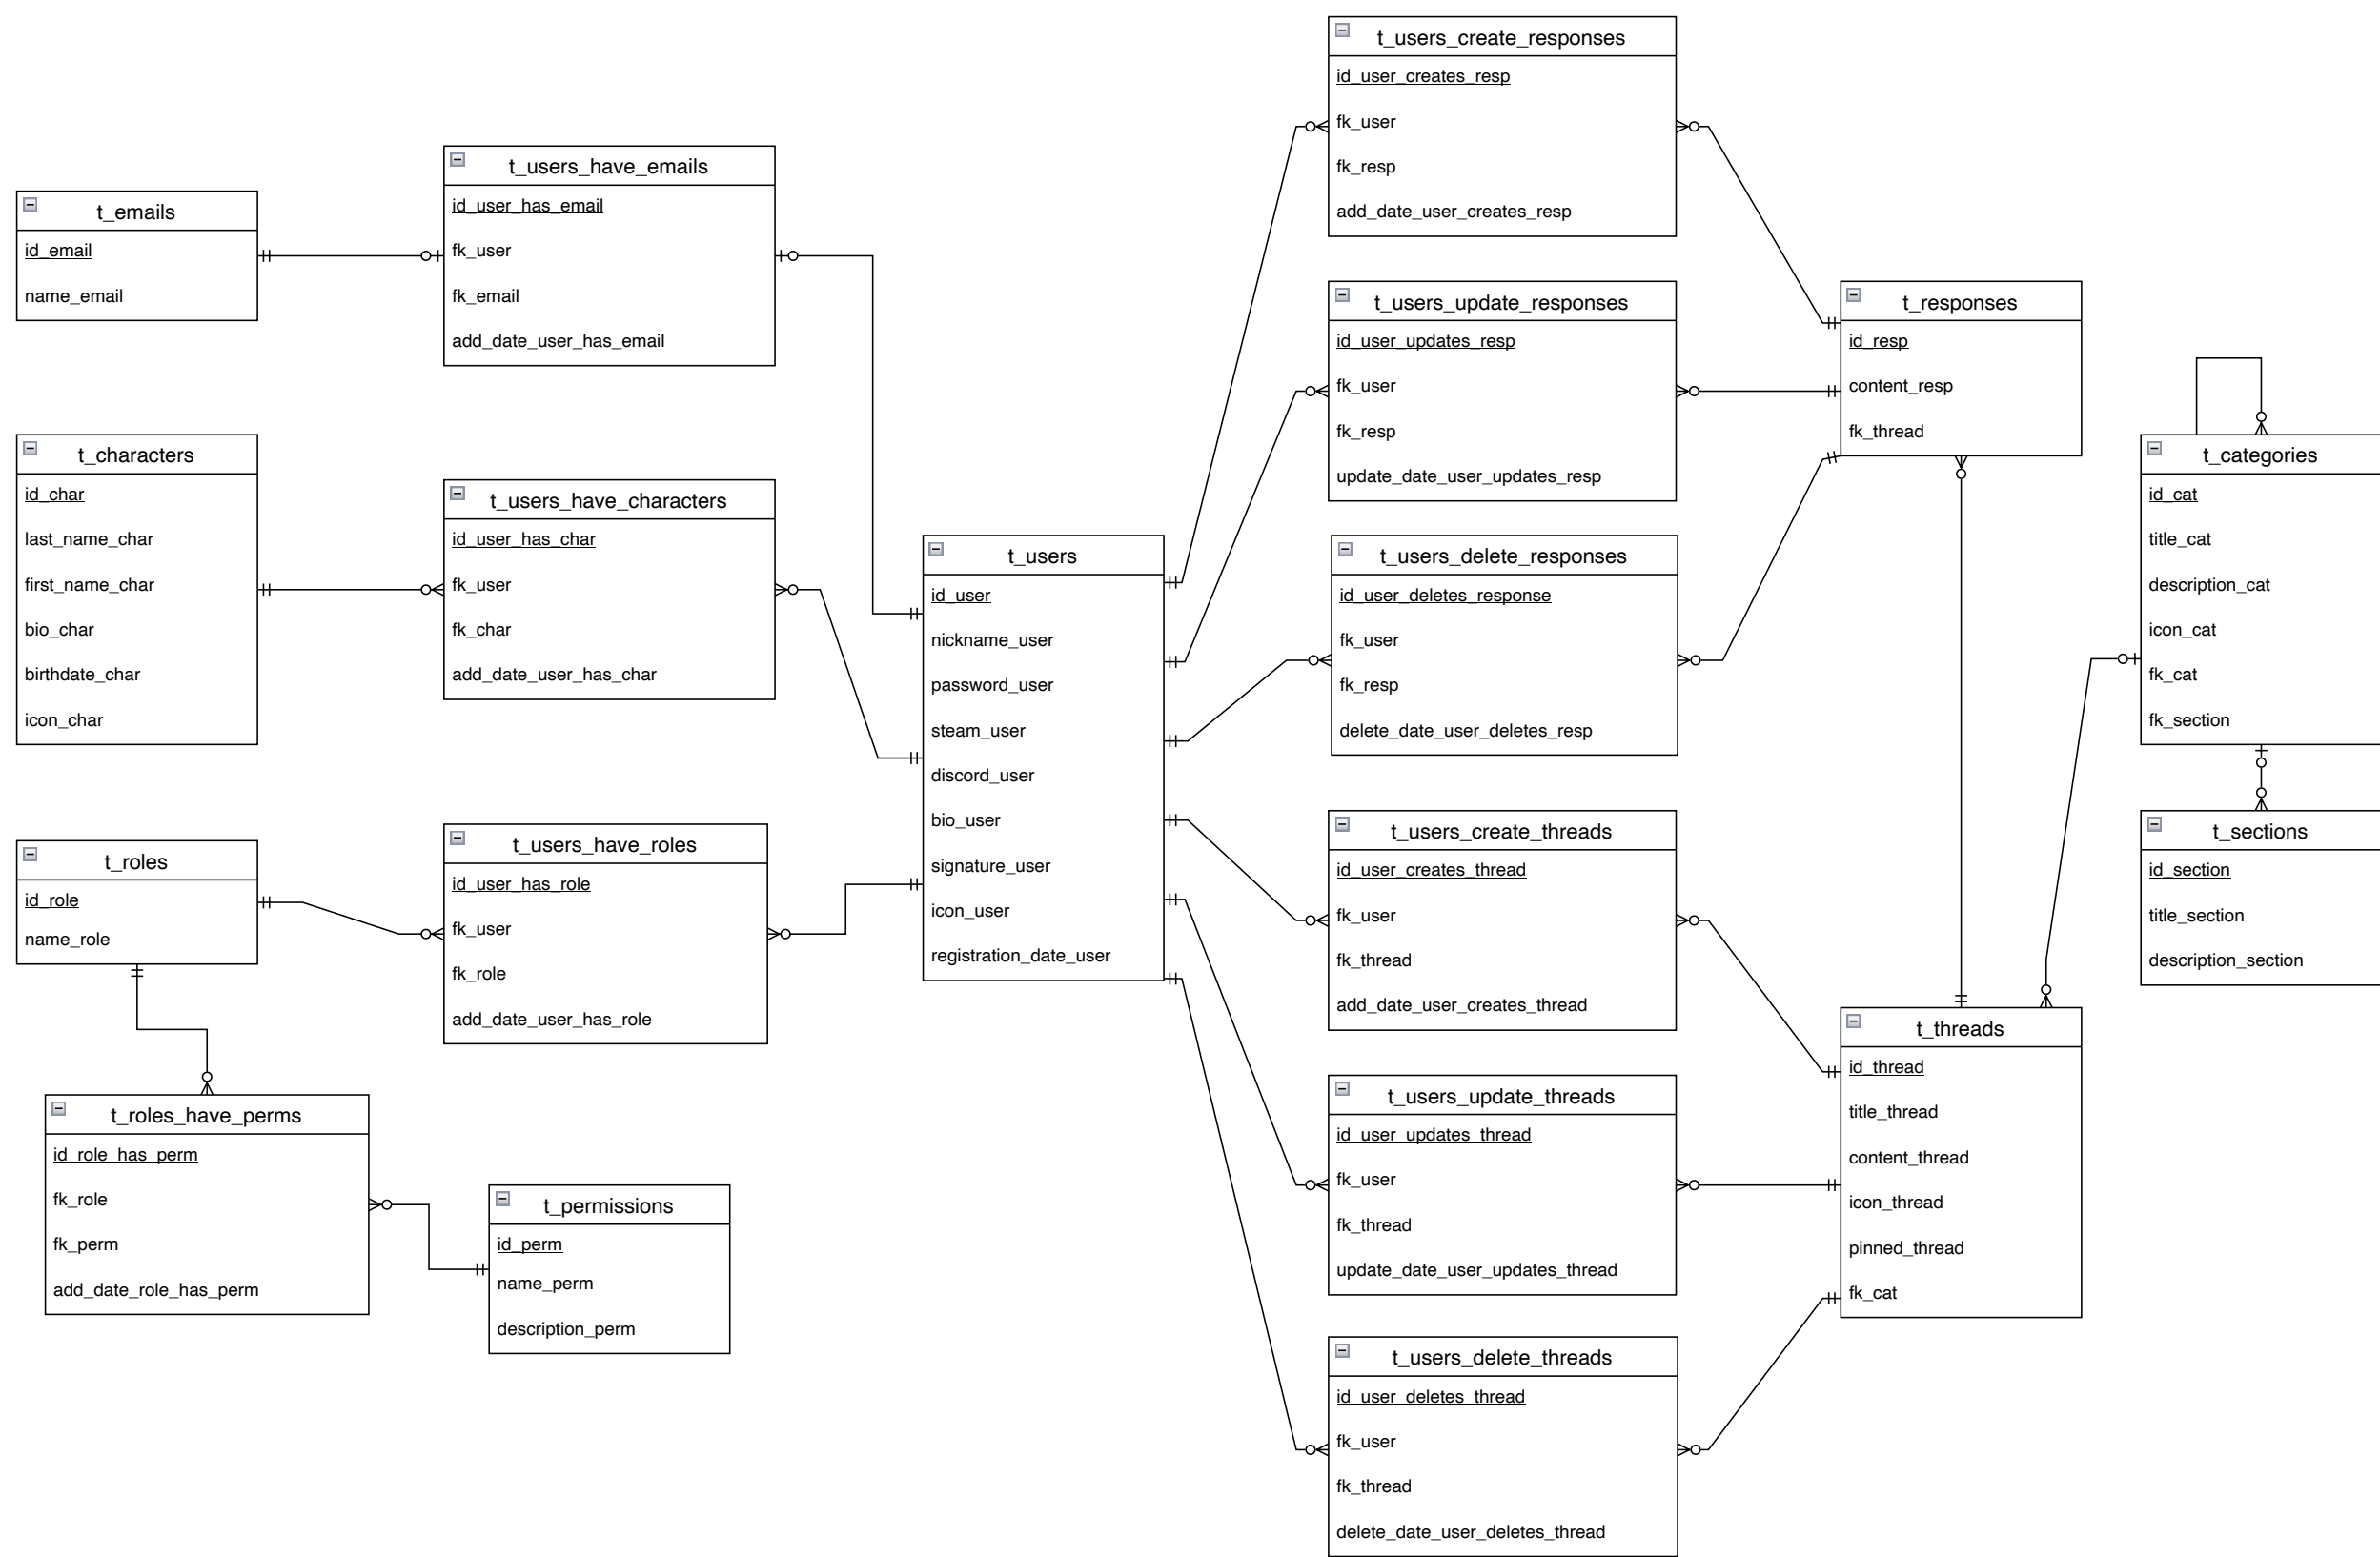 t_users_create_responses
id_user_creates_resp
fk_user
fk_resp
add_date_user_creates_resp
t_users_have_emails
id_user_has_email
fk_user
fk_email
add_date_user_has_email
t_emails
id_email
name_email
t_users_update_responses
id_user_updates_resp
fk_user
fk_resp
update_date_user_updates_resp
t_responses
id_resp
content_resp
fk_thread
t_categories
id_cat
title_cat
description_cat
icon_cat
fk_cat
fk_section
t_characters
id_char
last_name_char
first_name_char
bio_char
birthdate_char
icon_char
t_users_have_characters
id_user_has_char
fk_user
fk_char
add_date_user_has_char
t_users
id_user
nickname_user
password_user
steam_user
discord_user
bio_user
signature_user
icon_user
registration_date_user
t_users_delete_responses
id_user_deletes_response
fk_user
fk_resp
delete_date_user_deletes_resp
t_users_create_threads
id_user_creates_thread
fk_user
fk_thread
add_date_user_creates_thread
t_sections
id_section
title_section
description_section
t_roles
id_role
name_role
t_users_have_roles
id_user_has_role
fk_user
fk_role
add_date_user_has_role
t_threads
id_thread
title_thread
content_thread
icon_thread
pinned_thread
fk_cat
t_users_update_threads
id_user_updates_thread
fk_user
fk_thread
update_date_user_updates_thread
t_roles_have_perms
id_role_has_perm
fk_role
fk_perm
add_date_role_has_perm
t_permissions
id_perm
name_perm
description_perm
t_users_delete_threads
id_user_deletes_thread
fk_user
fk_thread
delete_date_user_deletes_thread